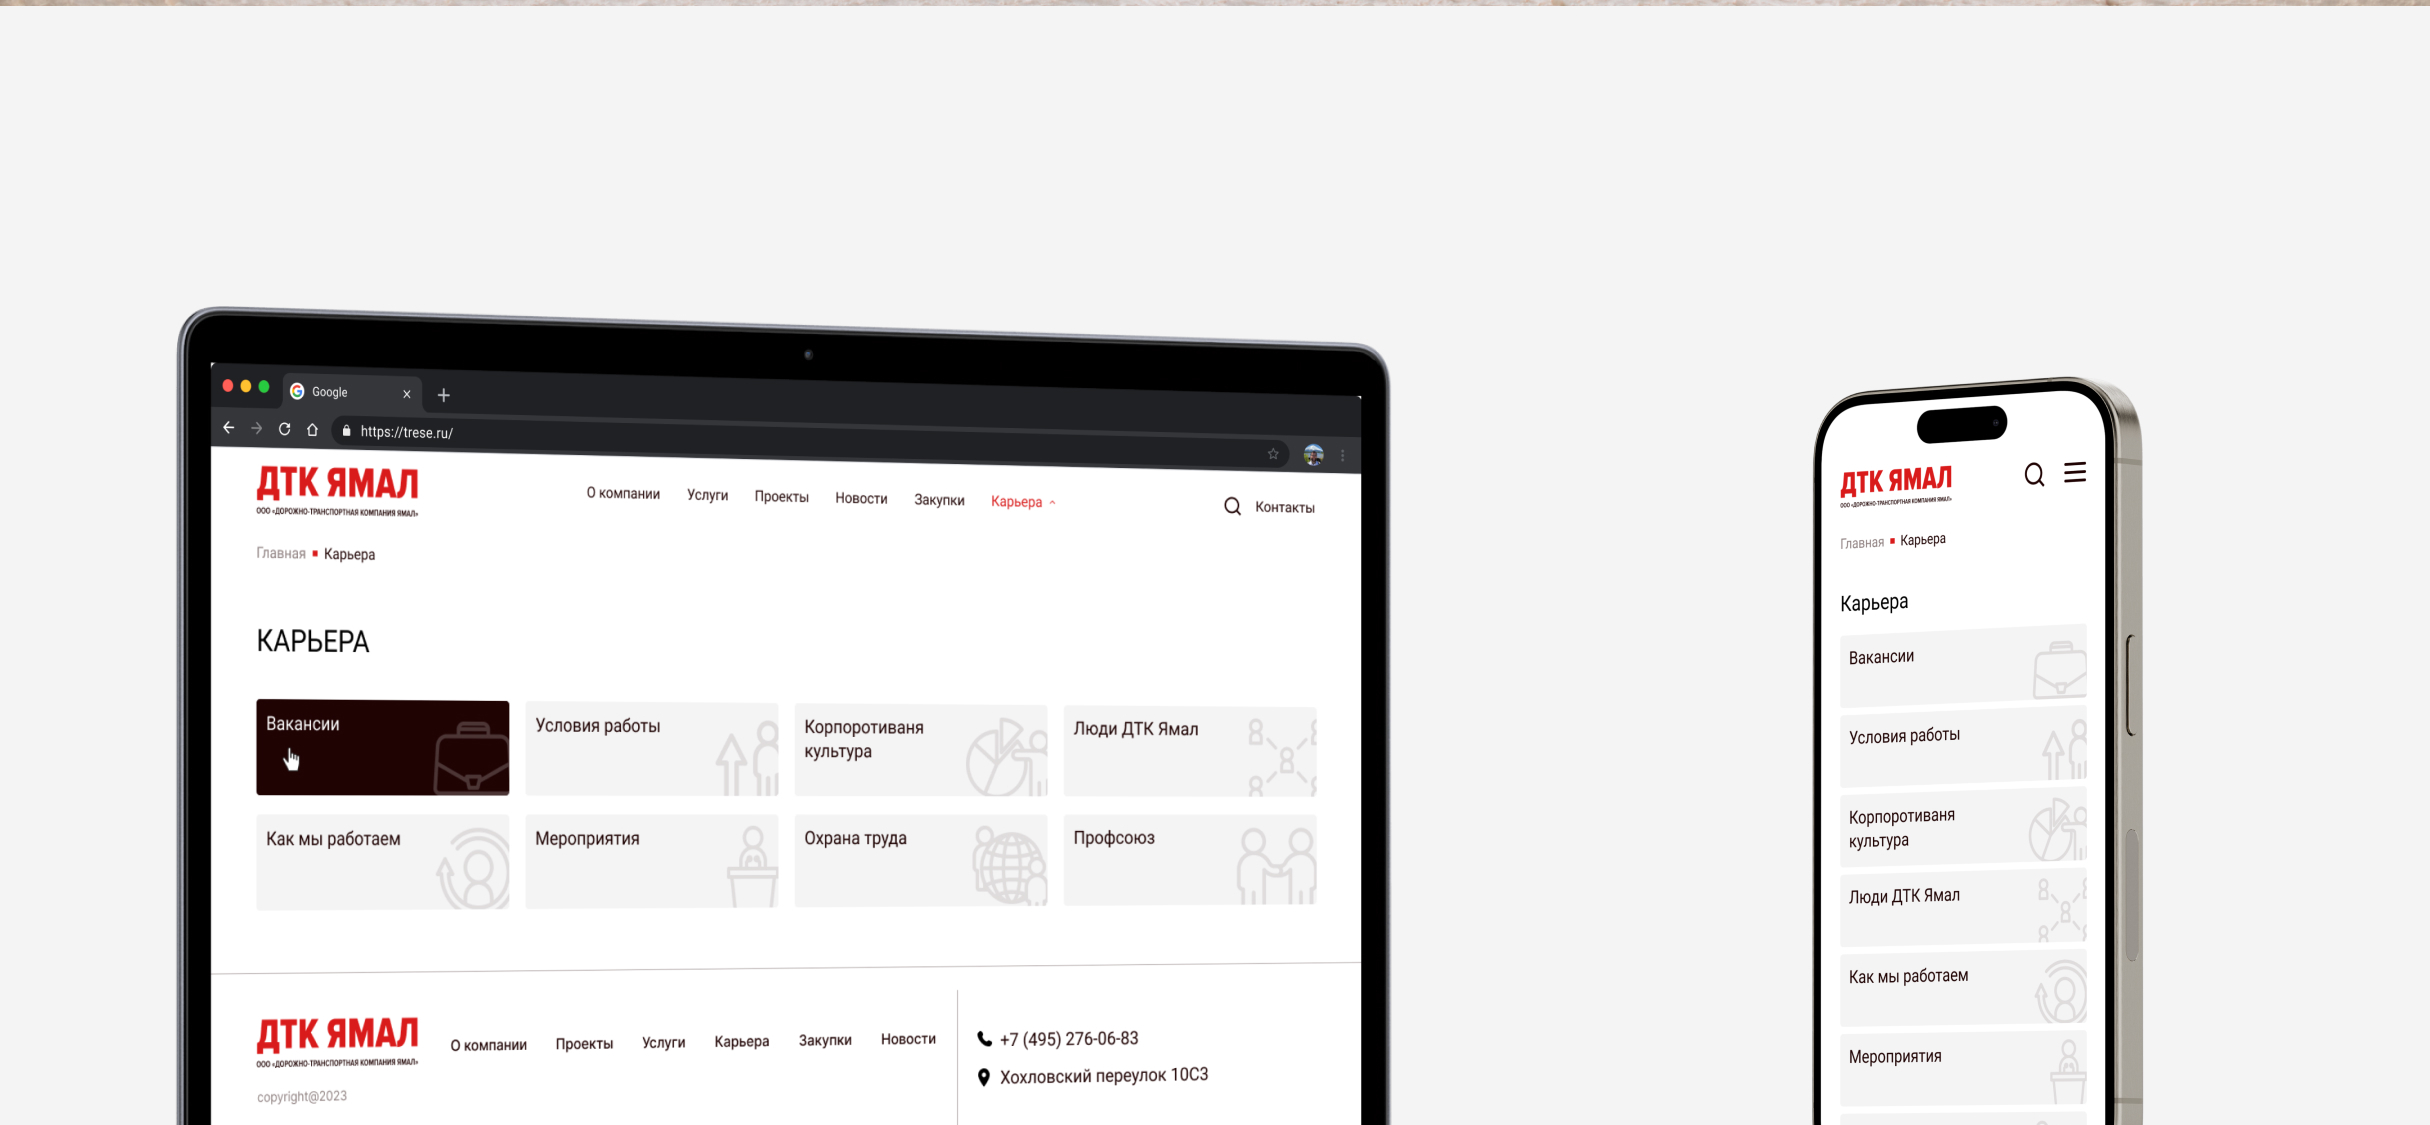 Google
https://trese.ru/
ДТК ЯМАЛ
ООО «ДОРОЖНО-ТРАНСПОРТНАЯ КОМПАНИЯ ЯМАЛ»
О компании Услуги Проекты Новости Закупки Карьера Контакты
Главная Карьера
КАРЬЕРА
Вакансии
Условия работы
Корпоротиваня
культура
Люди ДТК Ямал
Как мы работаем
Мероприятия
Охрана труда
Профсоюз
ДТК ЯМАЛ
ООО «ДОРОЖНО-ТРАНСПОРТНАЯ КОМПАНИЯ ЯМАЛ»
copyright@2023
О компании Проекты Услуги Карьера Закупки Новости
+7 (495) 276-06-83
Хохловский переулок 10С3
ДТК ЯМАЛ
ООО «ДОРОЖНО-ТРАНСПОРТНАЯ КОМПАНИЯ ЯМАЛ»
Главная Карьера
Карьера
Вакансии
Условия работы
Корпоротиваня
культура
Люди ДТК Ямал
Как мы работаем
Мероприятия